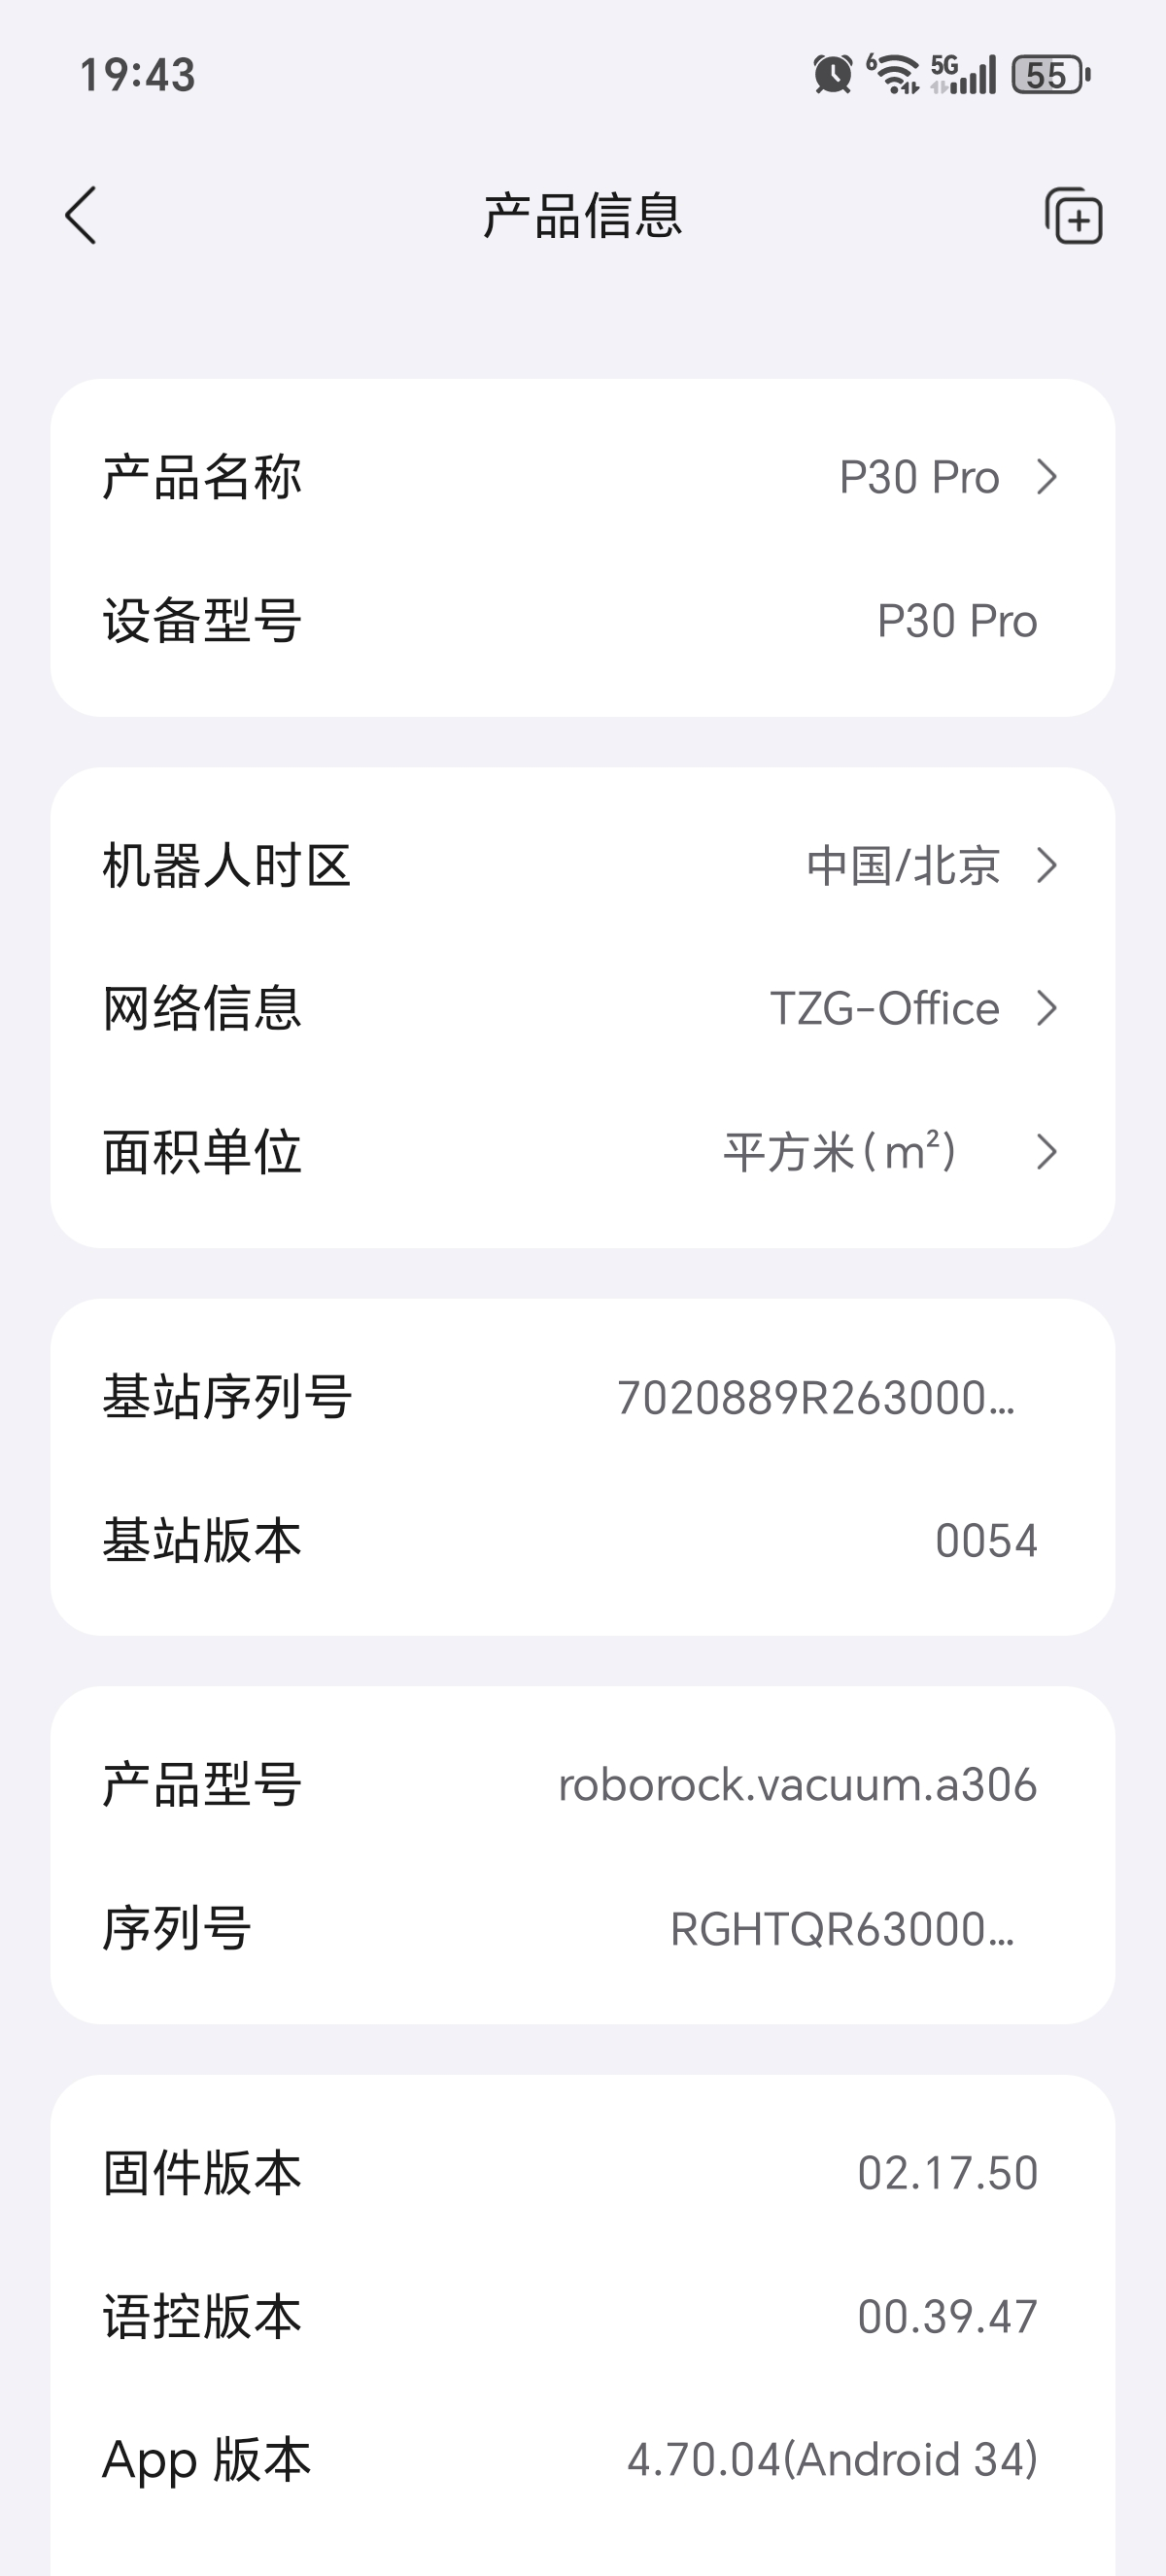 19:43
6 5G 55
产品信息
产品名称 P30 Pro
设备型号 P30 Pro
机器人时区 中国/北京
网络信息 TZG-Office
面积单位 平方米(m²)
基站序列号 7020889R263000...
基站版本 0054
产品型号 roborock.vacuum.a306
序列号 RGHTQR63000...
固件版本 02.17.50
语控版本 00.39.47
App 版本 4.70.04(Android 34)